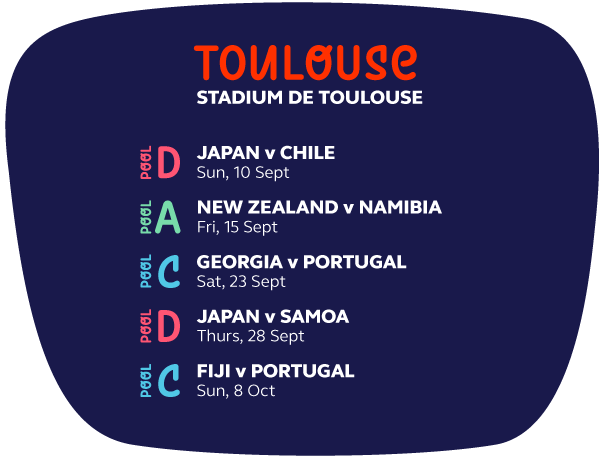 TOULOUSE
STADIUM DE TOULOUSE
POOL D
JAPAN v CHILE
Sun, 10 Sept
POOL A
NEW ZEALAND v NAMIBIA
Fri, 15 Sept
POOL C
GEORGIA v PORTUGAL
Sat, 23 Sept
POOL D
JAPAN v SAMOA
Thurs, 28 Sept
POOL C
FIJI v PORTUGAL
Sun, 8 Oct